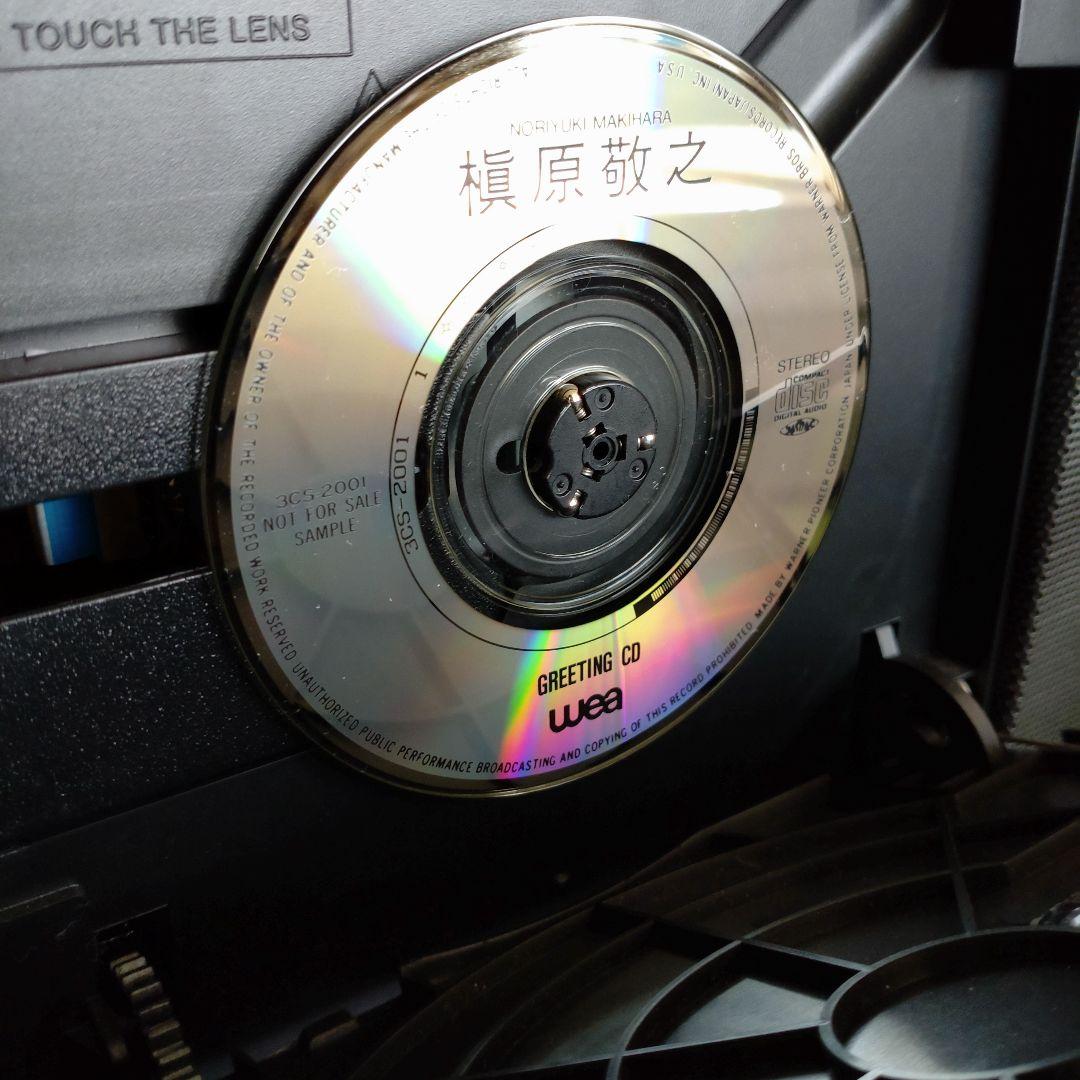 TOUCH THE LENS
NORIYUKI MAKIHARA
槇原敬之
STEREO
COMPACT
disc
DIGITAL AUDIO
3CS-2001
NOT FOR SALE
SAMPLE
3CS-2001 1
GREETING CD
wea
MANUFACTURER AND OF THE OWNER OF THE RECORDED WORK RESERVED UNAUTHORIZED PUBLIC PERFORMANCE BROADCASTING AND COPYING OF THIS RECORD PROHIBITED. MADE BY WARNER-PIONEER CORPORATION, JAPAN UNDER LICENSE FROM WARNER BROS RECORDS (JAPAN) INC., U.S.A